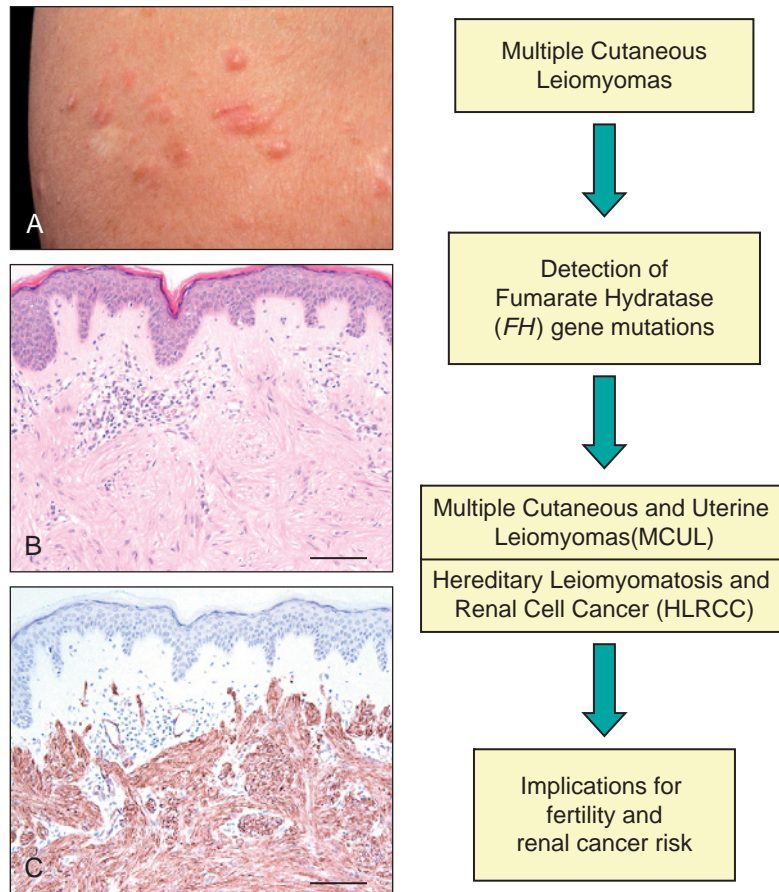 A
B
C
Multiple Cutaneous
Leiomyomas
Detection of
Fumarate Hydratase
(FH) gene mutations
Multiple Cutaneous and Uterine
Leiomyomas(MCUL)
Hereditary Leiomyomatosis and
Renal Cell Cancer (HLRCC)
Implications for
fertility and
renal cancer risk